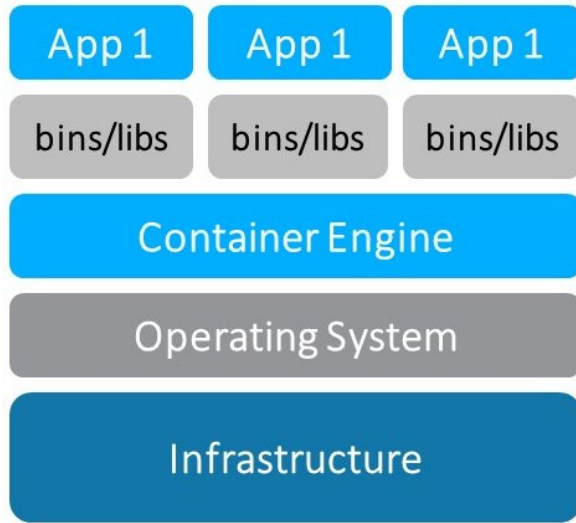 App 1 App 1 App 1
bins/libs bins/libs bins/libs
Container Engine
Operating System
Infrastructure